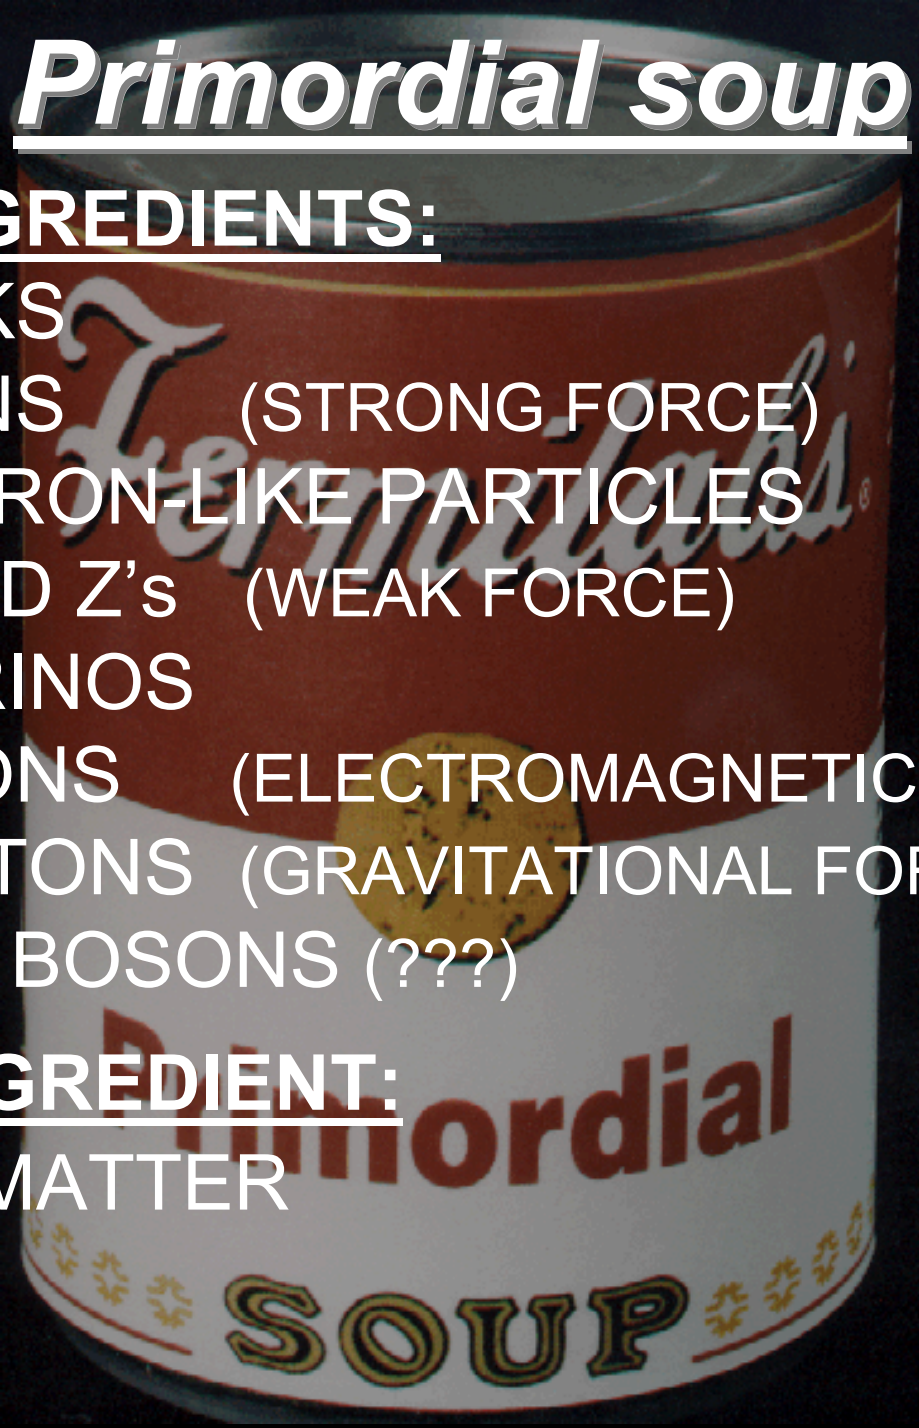 Primordial soup
GREDIENTS:
KS
NS (STRONG FORCE)
RON-LIKE PARTICLES
D Z’s (WEAK FORCE)
RINOS
ONS (ELECTROMAGNETIC
TONS (GRAVITATIONAL FOR
BOSONS (???)
GREDIENT:
MATTER
Fermilab's®
Primordial
SOUP